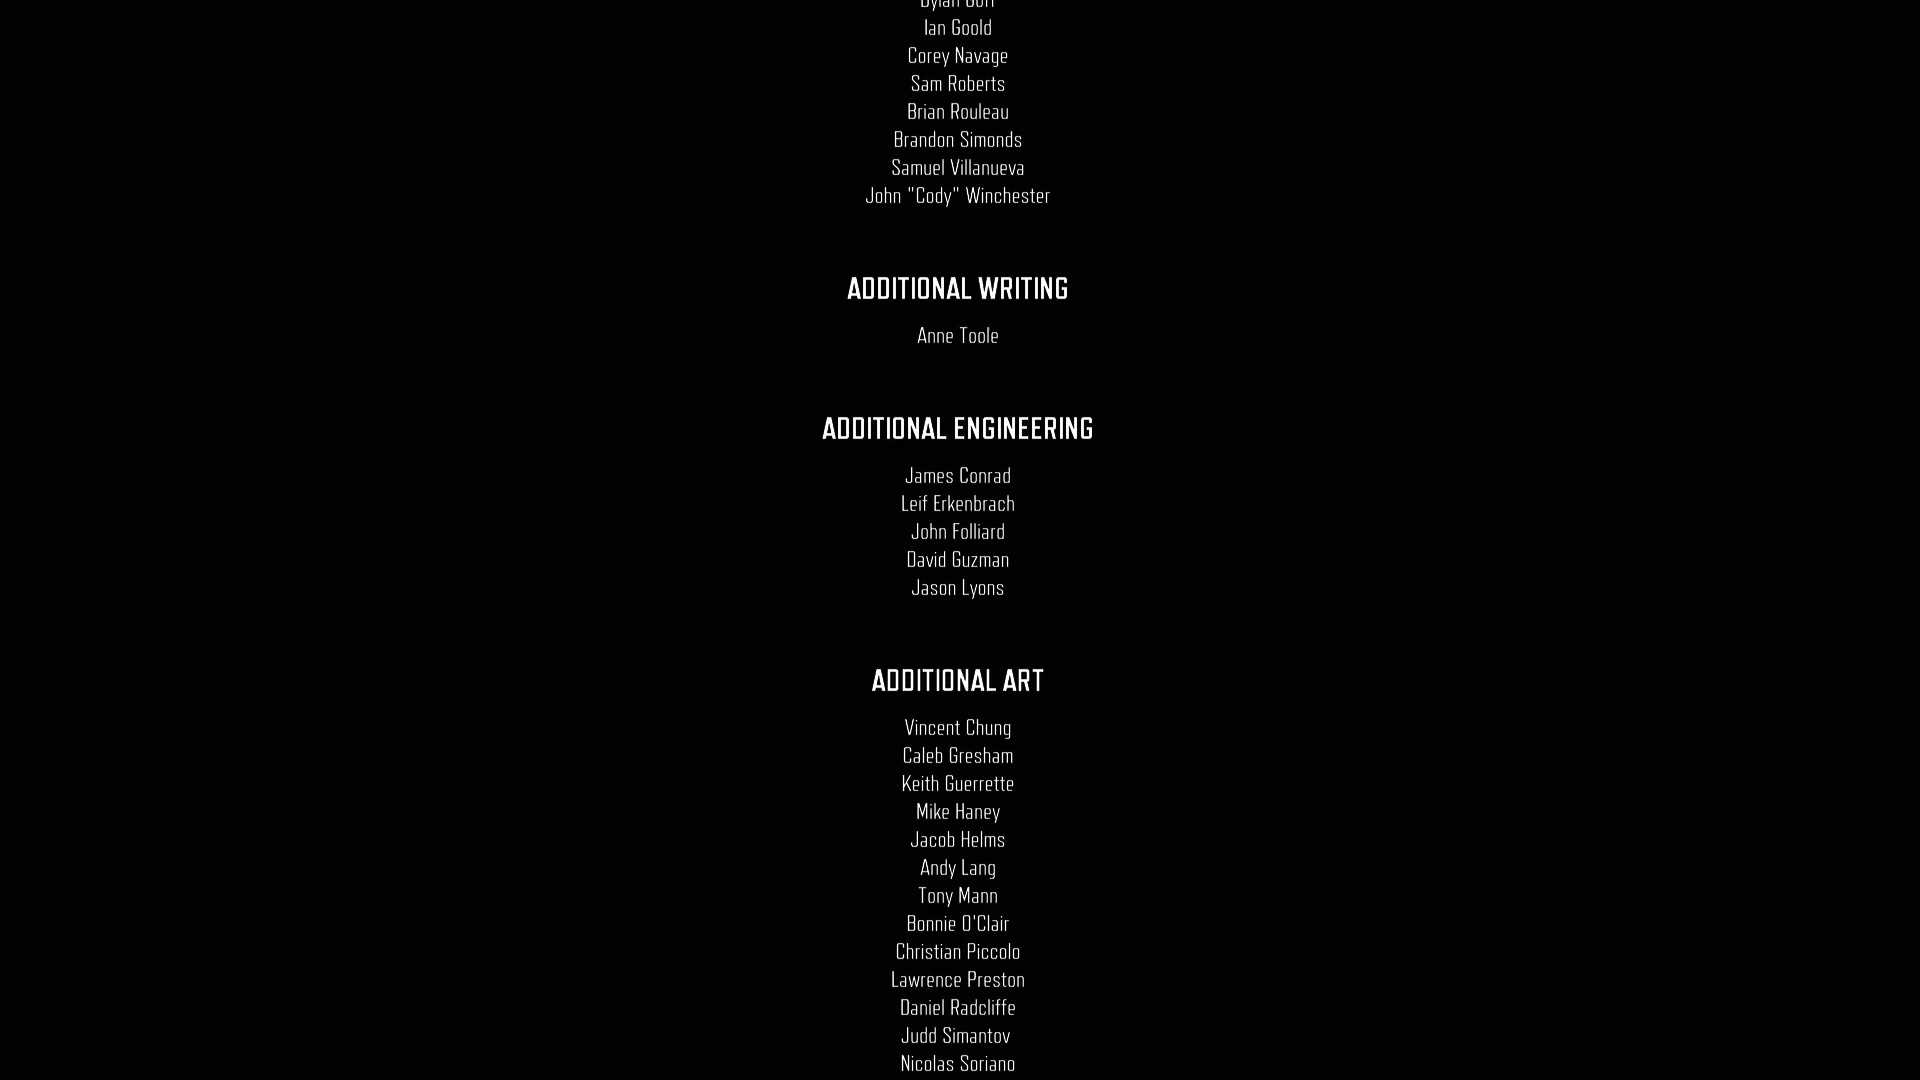 Ian Goold
Corey Navage
Sam Roberts
Brian Rouleau
Brandon Simonds
Samuel Villanueva
John "Cody" Winchester
ADDITIONAL WRITING
Anne Toole
ADDITIONAL ENGINEERING
James Conrad
Leif Erkenbrach
John Folliard
David Guzman
Jason Lyons
ADDITIONAL ART
Vincent Chung
Caleb Gresham
Keith Guerrette
Mike Haney
Jacob Helms
Andy Lang
Tony Mann
Bonnie O'Clair
Christian Piccolo
Lawrence Preston
Daniel Radcliffe
Judd Simantov
Nicolas Soriano